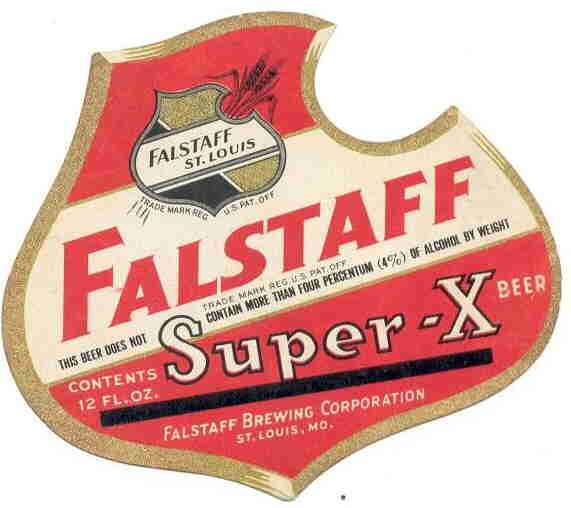 FALSTAFF
ST. LOUIS
TRADE MARK REG. U.S. PAT. OFF
FALSTAFF
TRADE MARK REG. U.S. PAT. OFF
THIS BEER DOES NOT CONTAIN MORE THAN FOUR PERCENTUM (4%) OF ALCOHOL BY WEIGHT
Super-X BEER
CONTENTS
12 FL. OZ.
FALSTAFF BREWING CORPORATION
ST. LOUIS, MO.